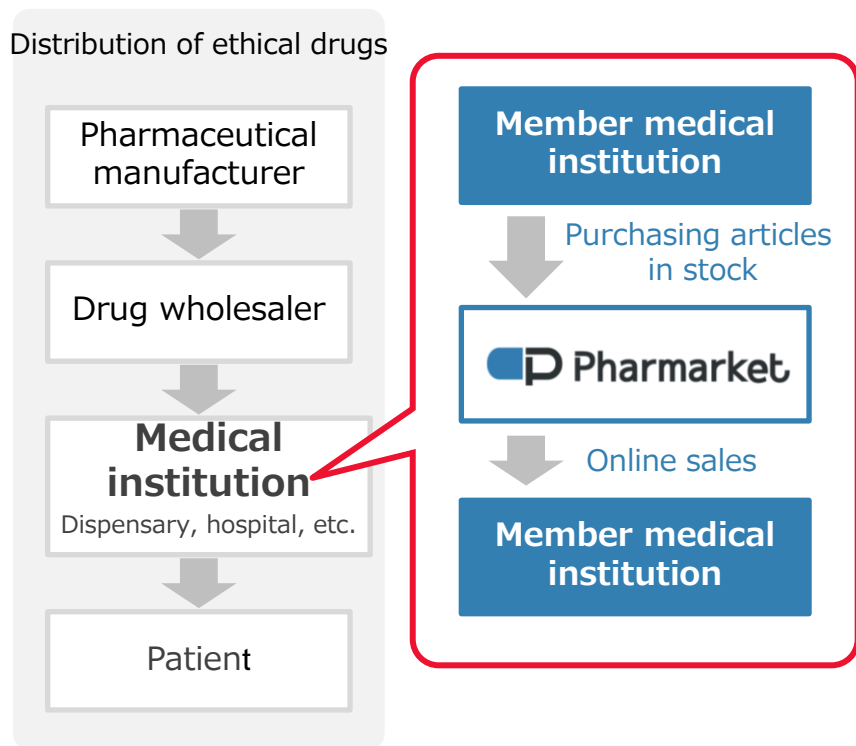 Distribution of ethical drugs
Pharmaceutical
manufacturer
Drug wholesaler
Medical
institution
Dispensary, hospital, etc.
Patient
Member medical
institution
Purchasing articles
in stock
Pharmarket
Online sales
Member medical
institution